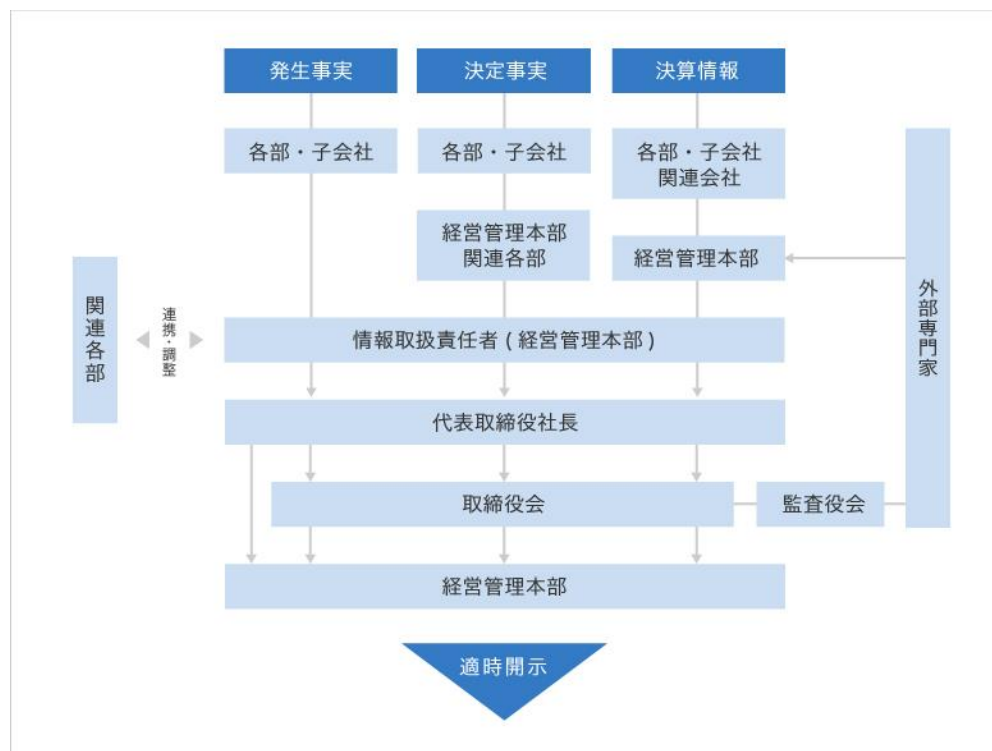 発生事実
決定事実
決算情報
各部・子会社
各部・子会社
各部・子会社
関連会社
経営管理本部
関連各部
経営管理本部
関連各部
連携・調整
外部専門家
情報取扱責任者 ( 経営管理本部 )
代表取締役社長
取締役会
監査役会
経営管理本部
適時開示